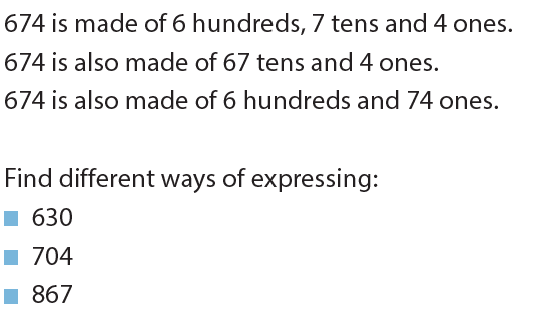 674 is made of 6 hundreds, 7 tens and 4 ones.
674 is also made of 67 tens and 4 ones.
674 is also made of 6 hundreds and 74 ones.
Find different ways of expressing:
630
704
867